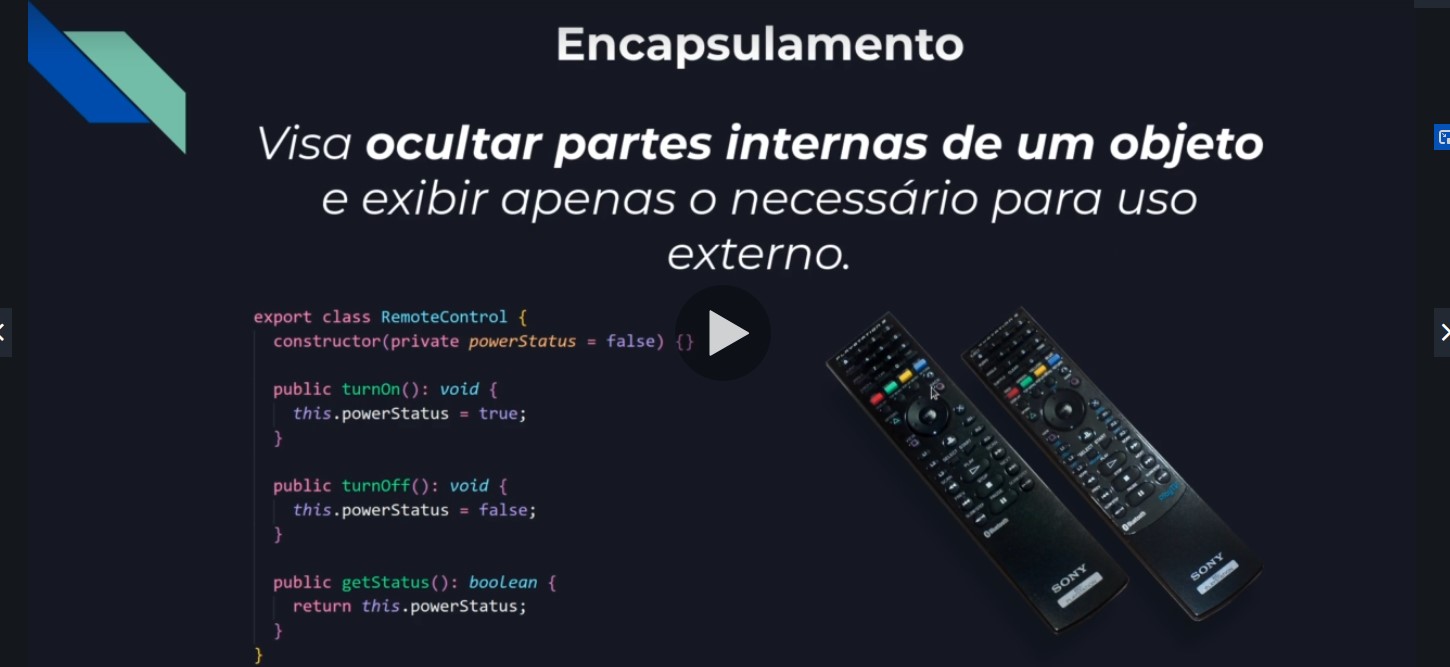 Encapsulamento
Visa ocultar partes internas de um objeto
e exibir apenas o necessário para uso
externo.
export class RemoteControl {
constructor(private powerStatus = false) {}
public turnOn(): void {
this.powerStatus = true;
}
public turnOff(): void {
this.powerStatus = false;
}
public getStatus(): boolean {
return this.powerStatus;
}
}
Bluetooth
SONY
Bluetooth
SONY